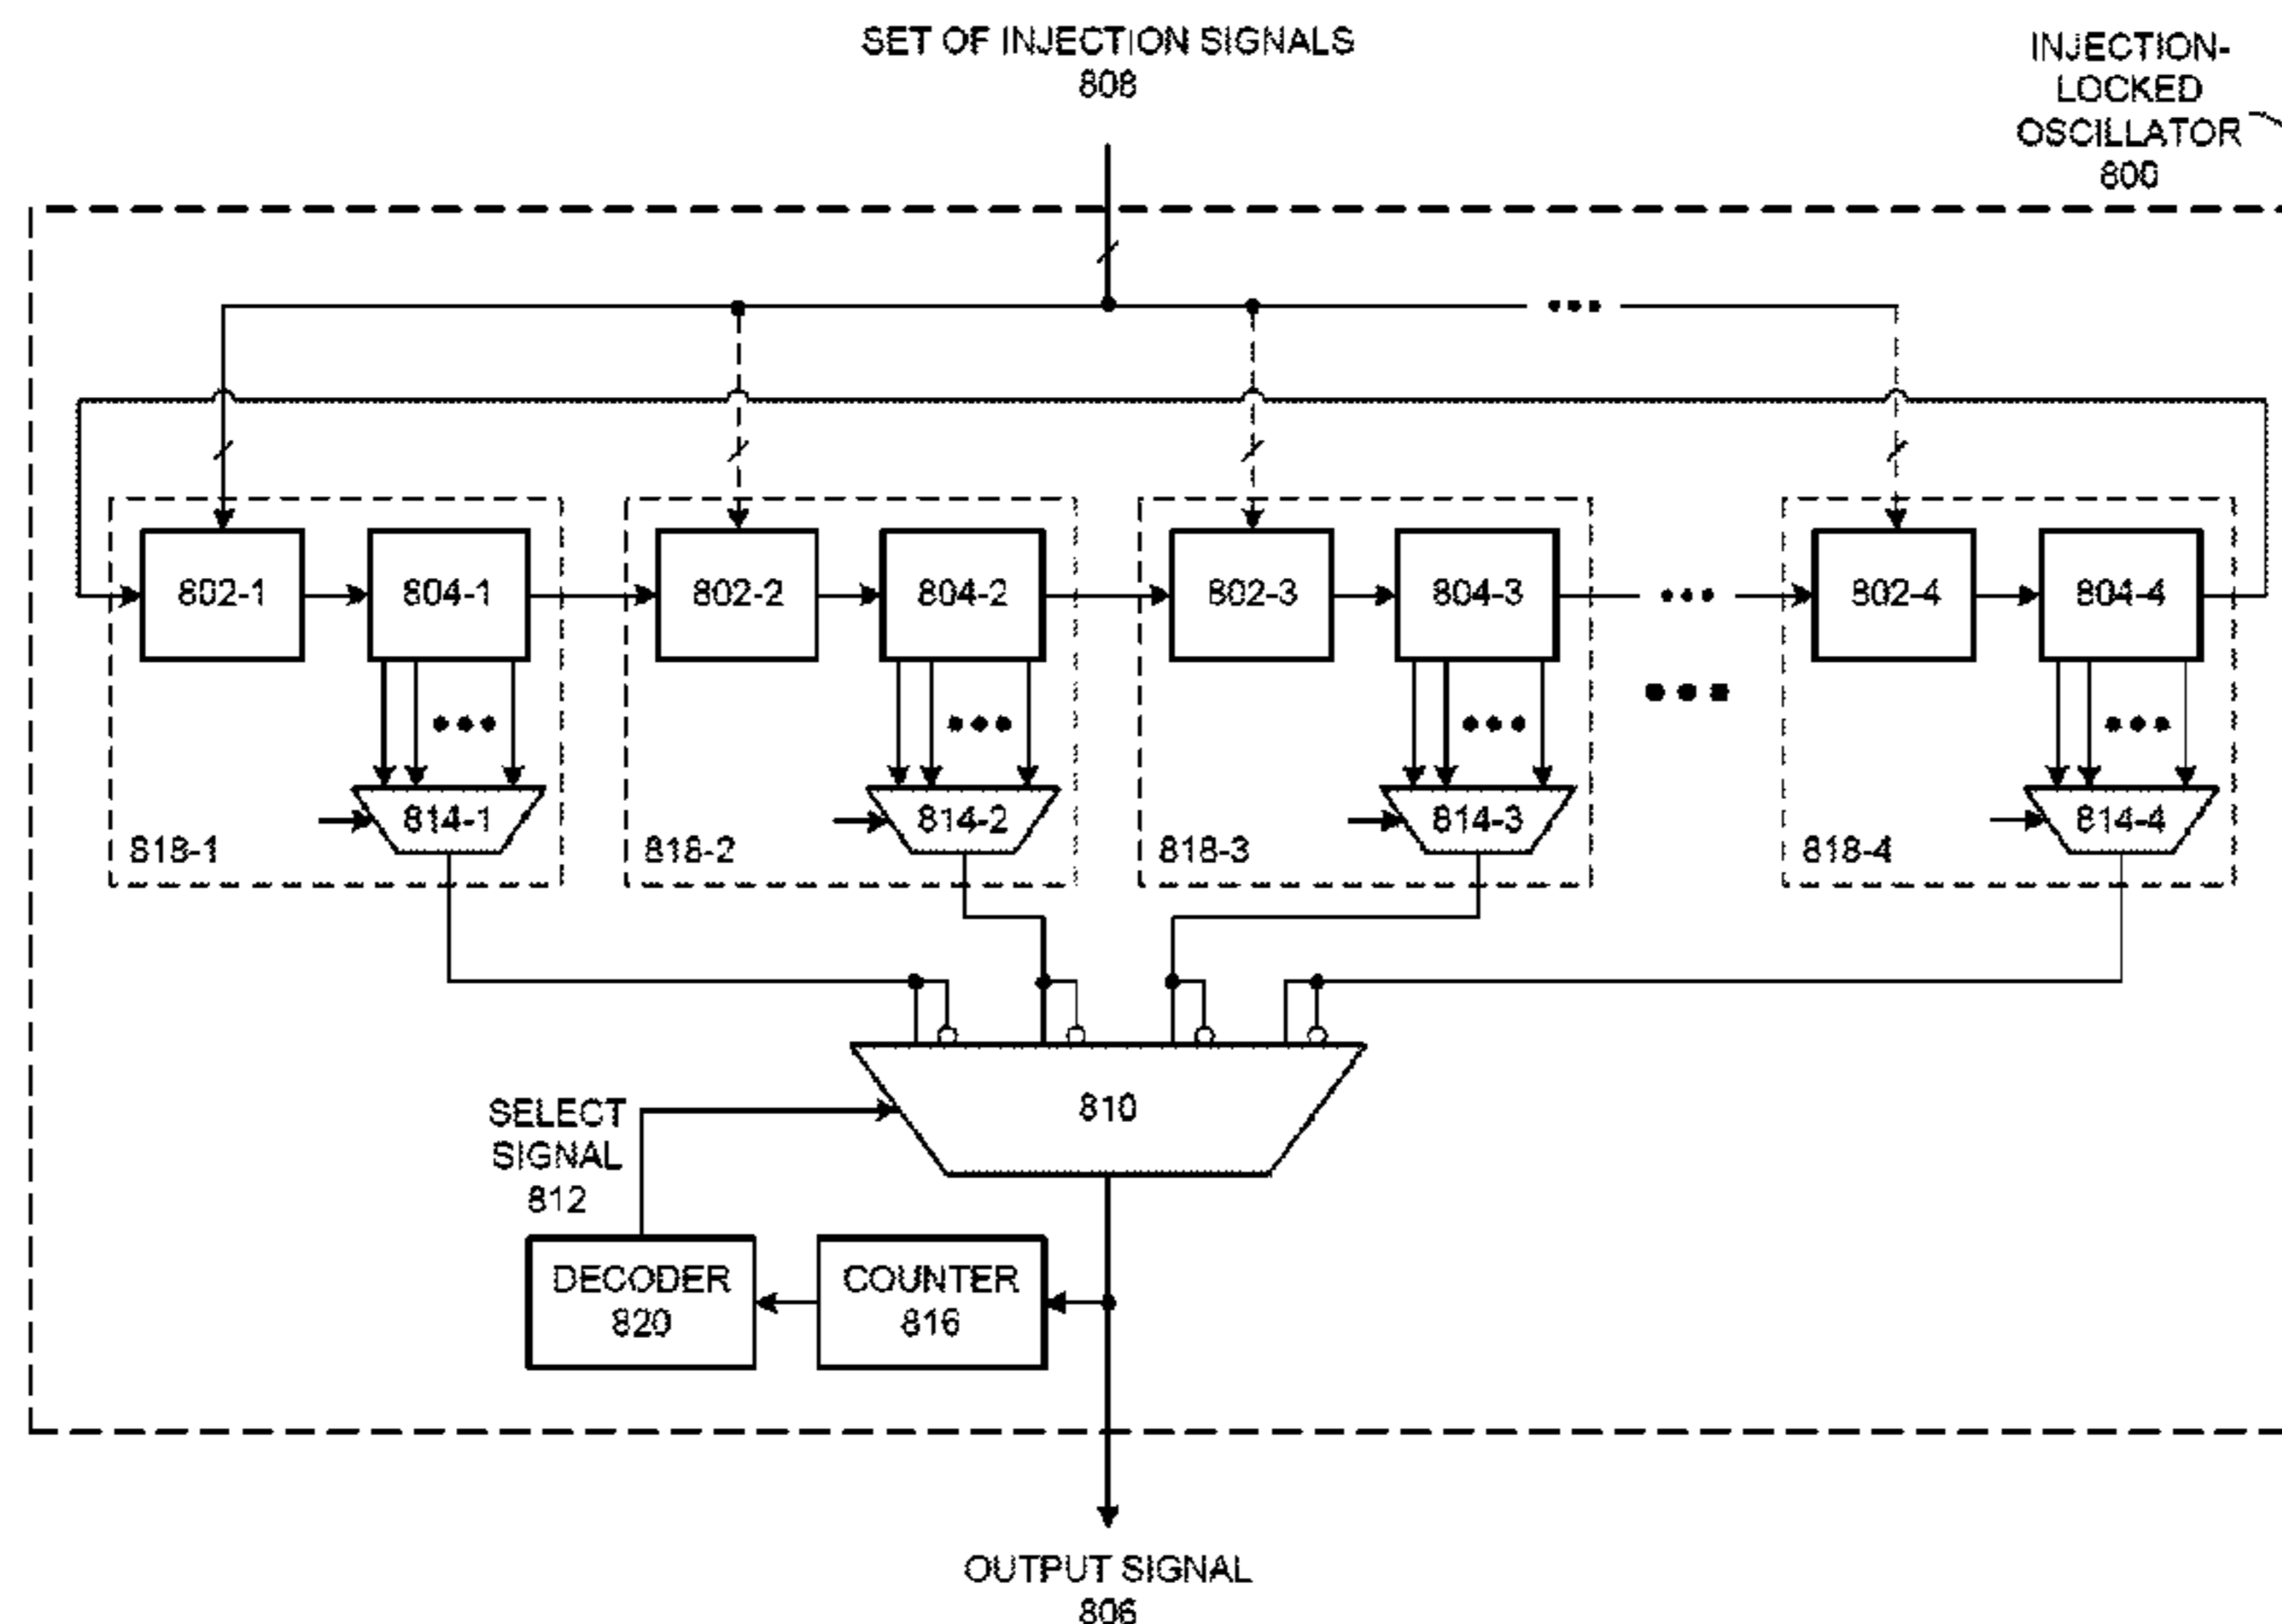 SET OF INJECTION SIGNALS
808
INJECTION-
LOCKED
OSCILLATOR
800
802-1
804-1
802-2
804-2
802-3
804-3
802-4
804-4
814-1
814-2
814-3
814-4
818-1
818-2
818-3
818-4
810
SELECT
SIGNAL
812
DECODER
820
COUNTER
816
OUTPUT SIGNAL
806